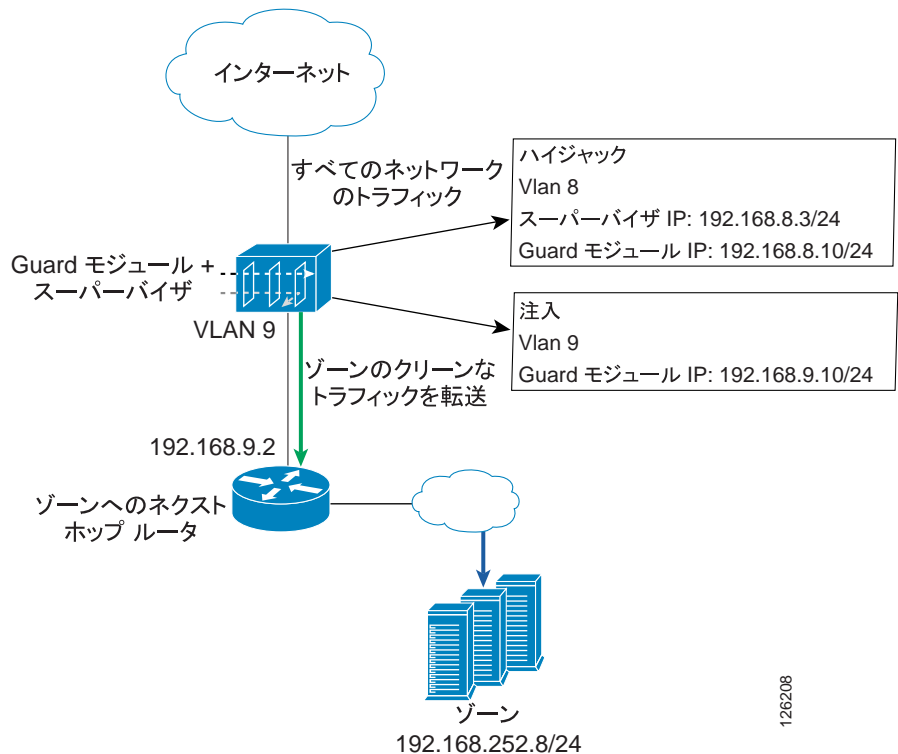 インターネット
すべてのネットワーク
のトラフィック
ハイジャック
Vlan 8
スーパーバイザ IP: 192.168.8.3/24
Guard モジュール IP: 192.168.8.10/24
Guard モジュール +
スーパーバイザ
VLAN 9
注入
Vlan 9
Guard モジュール IP: 192.168.9.10/24
ゾーンのクリーンな
トラフィックを転送
192.168.9.2
ゾーンへのネクスト
ホップ ルータ
ゾーン
192.168.252.8/24
126208